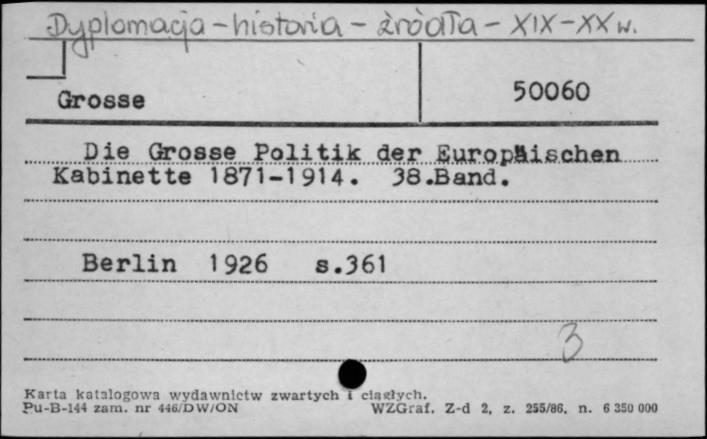 Dyplomacja – historia – źródła – XIX – XX w.
Grosse
50060
Die Grosse Politik der Europäischen
Kabinette 1871-1914. 38.Band.
Berlin 1926 s.361
3
Karta katalogowa wydawnictw zwartych i ciągłych.
Pu-B-144 zam. nr 446/DW/ON
WZGraf. Z-d 2, z. 255/86, n. 6 350 000